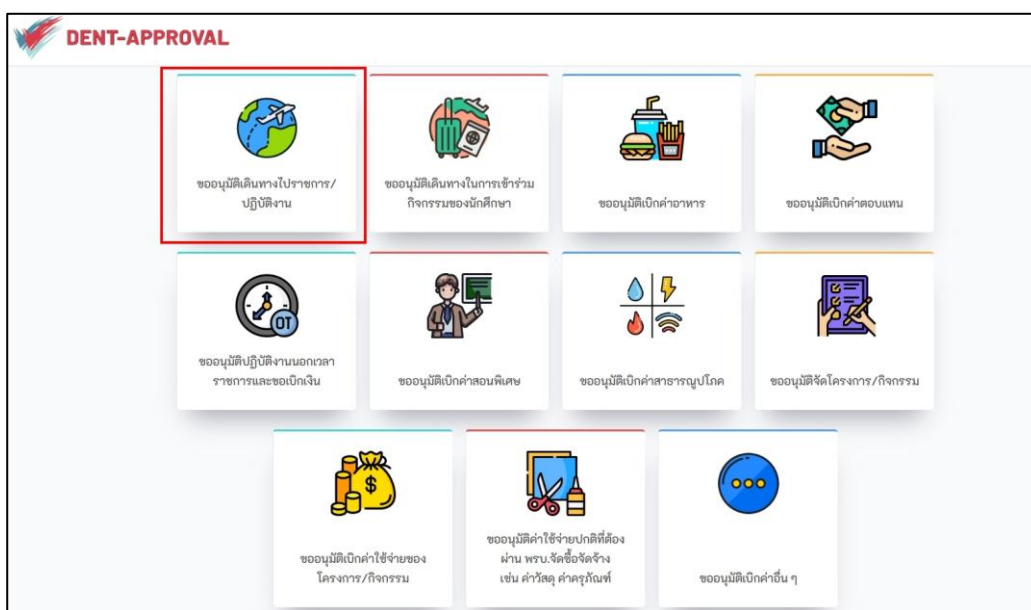 DENT-APPROVAL
ขออนุมัติเดินทางไปราชการ/
ปฏิบัติงาน
ขออนุมัติเดินทางในการเข้าร่วม
กิจกรรมของนักศึกษา
ขออนุมัติเบิกค่าอาหาร
ขออนุมัติเบิกค่าตอบแทน
OT
ขออนุมัติปฏิบัติงานนอกเวลา
ราชการและขอเบิกเงิน
ขออนุมัติเบิกค่าสอนพิเศษ
ขออนุมัติเบิกค่าสาธารณูปโภค
ขออนุมัติจัดโครงการ/กิจกรรม
$
ขออนุมัติเบิกค่าใช้จ่ายของ
โครงการ/กิจกรรม
ขออนุมัติค่าใช้จ่ายปกติที่ต้อง
ผ่าน พรบ.จัดซื้อจัดจ้าง
เช่น ค่าวัสดุ ค่าครุภัณฑ์
ขออนุมัติเบิกค่าอื่น ๆ